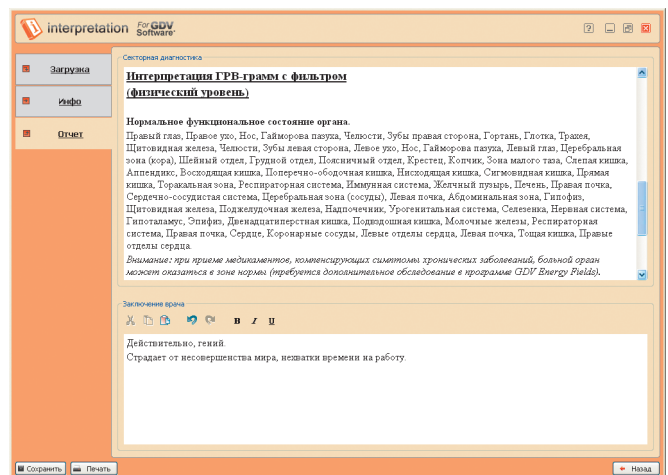 interpretation For GDV Software
Загрузка
Инфо
Отчет
Секторная диагностика
Интерпретация ГРВ-грамм с фильтром
(физический уровень)
Нормальное функциональное состояние органа.
Правый глаз, Правое ухо, Нос, Гайморова пазуха, Челюсти, Зубы правая сторона, Гортань, Глотка, Трахея,
Щитовидная железа, Челюсти, Зубы левая сторона, Левое ухо, Нос, Гайморова пазуха, Левый глаз, Церебральная
зона (кора), Шейный отдел, Грудной отдел, Поясничный отдел, Крестец, Копчик, Зона малого таза, Слепая кишка,
Аппендикс, Восходящая кишка, Поперечно-ободочная кишка, Нисходящая кишка, Сигмовидная кишка, Прямая
кишка, Торакальная зона, Респираторная система, Иммунная система, Желчный пузырь, Печень, Правая почка,
Сердечно-сосудистая система, Церебральная зона (сосуды), Левая почка, Абдоминальная зона, Гипофиз,
Щитовидная железа, Поджелудочная железа, Надпочечник, Урогенитальная система, Селезенка, Нервная система,
Гипоталамус, Эпифиз, Двенадцатиперстная кишка, Подвздошная кишка, Молочные железы, Респираторная
система, Правая почка, Сердце, Коронарные сосуды, Левые отделы сердца, Левая почка, Тощая кишка, Правые
отделы сердца.
Внимание: при приеме медикаментов, компенсирующих симптомы хронических заболеваний, больной орган
может оказаться в зоне нормы (требуется дополнительное обследование в программе GDV Energy Fields).
Заключение врача
B I U
Действительно, гений.
Страдает от несовершенства мира, нехватки времени на работу.
Сохранить Печать Назад